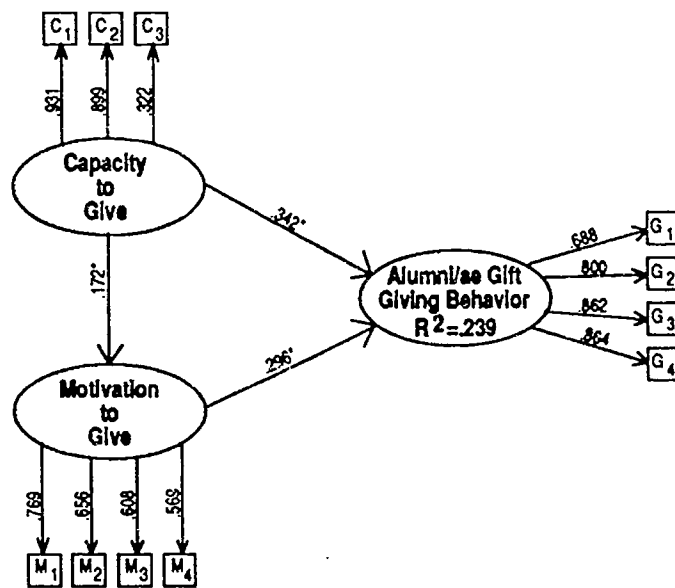 C1 C2 C3
.931 .899 .322
Capacity
to
Give
.342*
.172*
Alumni/ae Gift
Giving Behavior
R2=.239
.688 G1
.800 G2
.862 G3
.864 G4
.296*
Motivation
to
Give
.769 .656 .608 .569
M1 M2 M3 M4